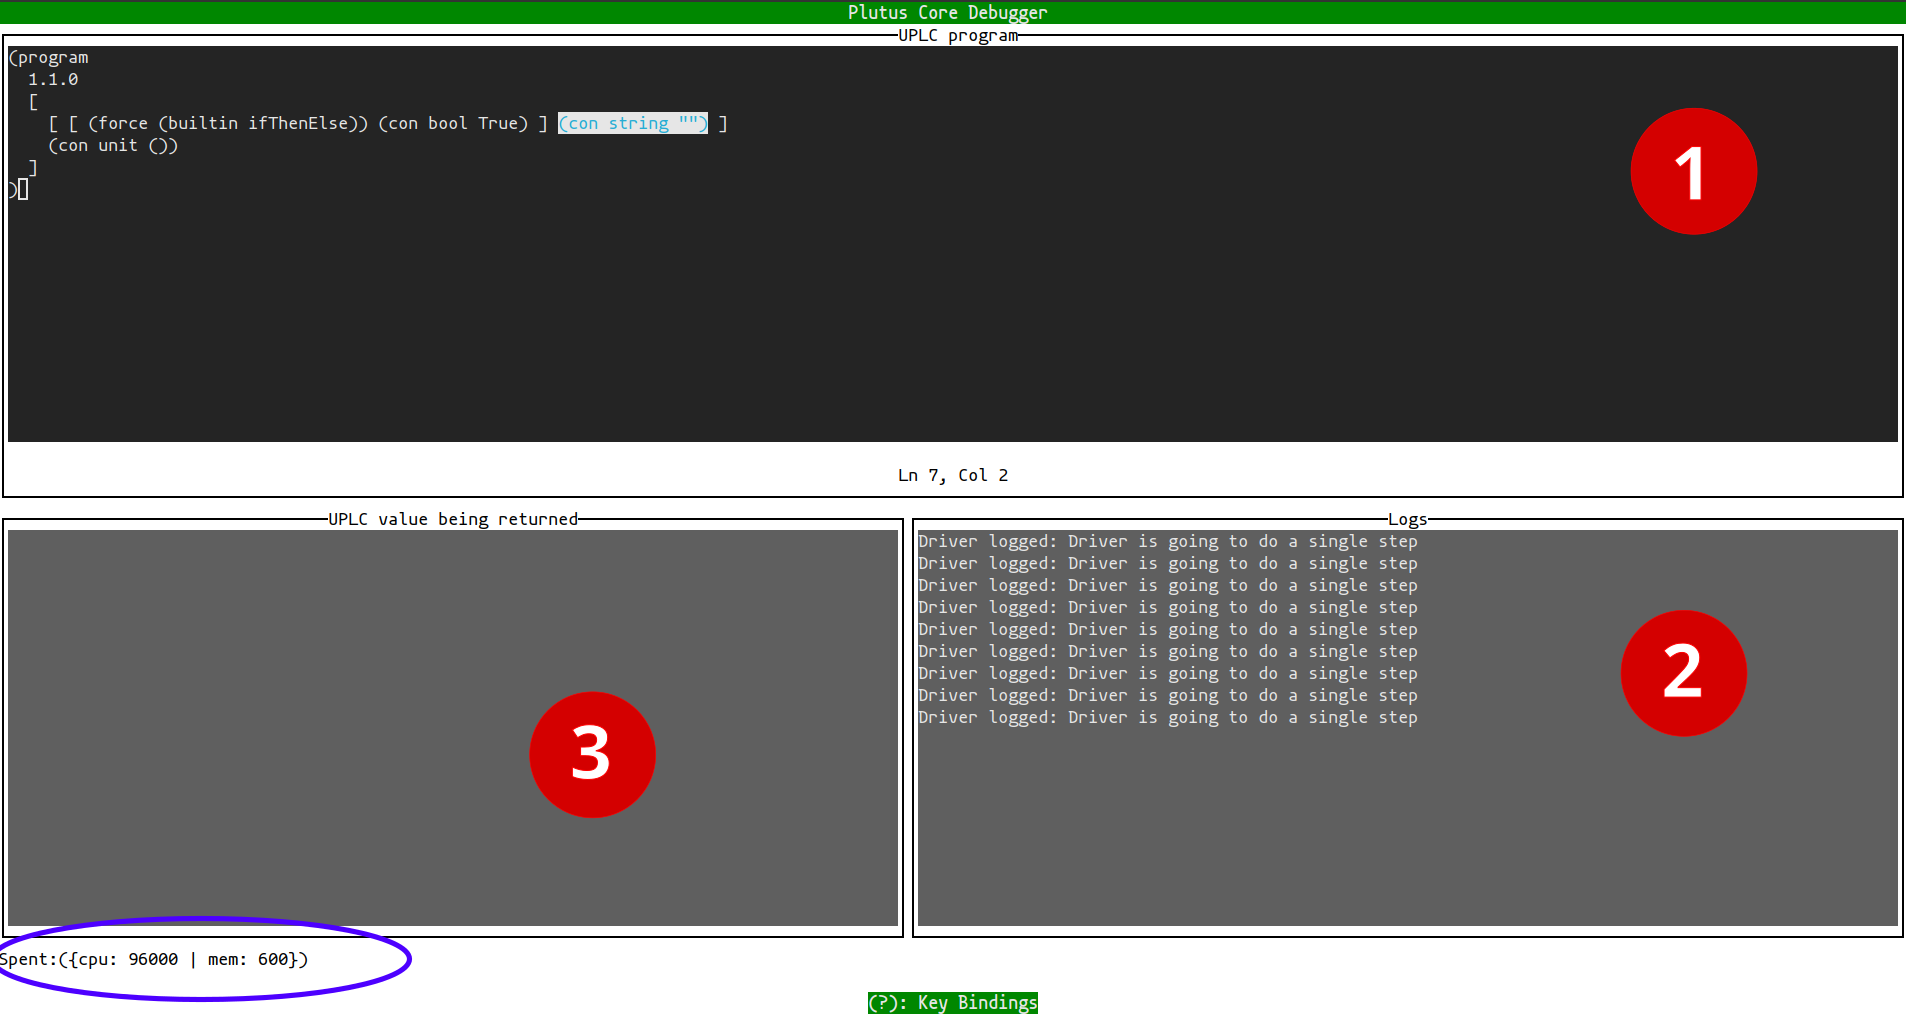 Plutus Core Debugger
UPLC program
(program
  1.1.0
  [
    [ [ (force (builtin ifThenElse)) (con bool True) ] (con string "") ]
    (con unit ())
  ]
)
1
Ln 7, Col 2
UPLC value being returned
3
Logs
Driver logged: Driver is going to do a single step
Driver logged: Driver is going to do a single step
Driver logged: Driver is going to do a single step
Driver logged: Driver is going to do a single step
Driver logged: Driver is going to do a single step
Driver logged: Driver is going to do a single step
Driver logged: Driver is going to do a single step
Driver logged: Driver is going to do a single step
Driver logged: Driver is going to do a single step
2
Spent:({cpu: 96000 | mem: 600})
(?): Key Bindings